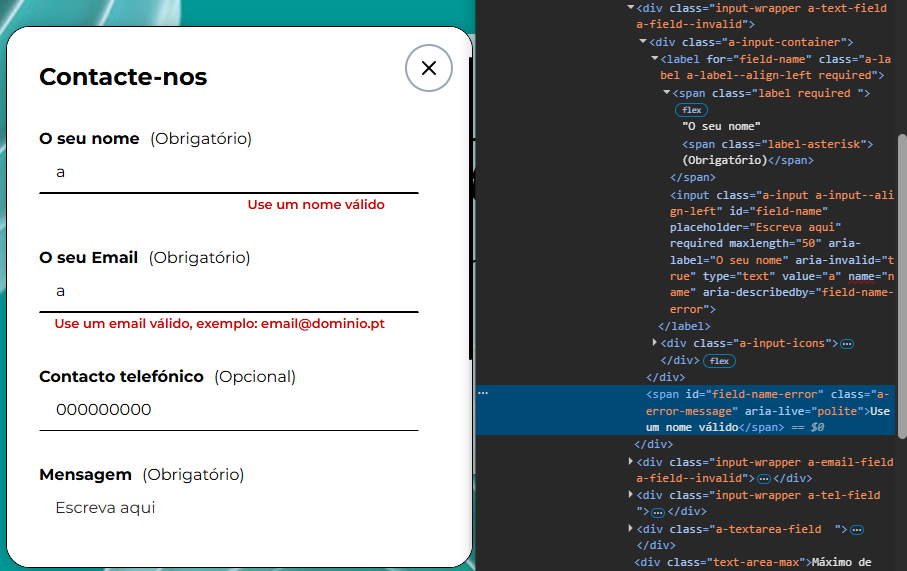 Contacte-nos
O seu nome (Obrigatório)
a
Use um nome válido
O seu Email (Obrigatório)
a
Use um email válido, exemplo: email@dominio.pt
Contacto telefónico (Opcional)
000000000
Mensagem (Obrigatório)
Escreva aqui
<div class="input-wrapper a-text-field
a-field--invalid">
<div class="a-input-container">
<label for="field-name" class="a-la
bel a-label--align-left required">
<span class="label required ">
flex
"O seu nome"
<span class="label-asterisk">
(Obrigatório)</span>
</span>
<input class="a-input a-input--ali
gn-left" id="field-name"
placeholder="Escreva aqui"
required maxlength="50" aria-
label="O seu nome" aria-invalid="t
rue" type="text" value="a" name="n
ame" aria-describedby="field-name-
error">
</label>
<div class="a-input-icons">…
</div> flex
</div>
<span id="field-name-error" class="a-
error-message" aria-live="polite">Use
um nome válido</span> == $0
</div>
<div class="input-wrapper a-email-field
a-field--invalid">…</div>
<div class="input-wrapper a-tel-field
">…</div>
<div class="a-textarea-field ">…
</div>
<div class="text-area-max">Máximo de